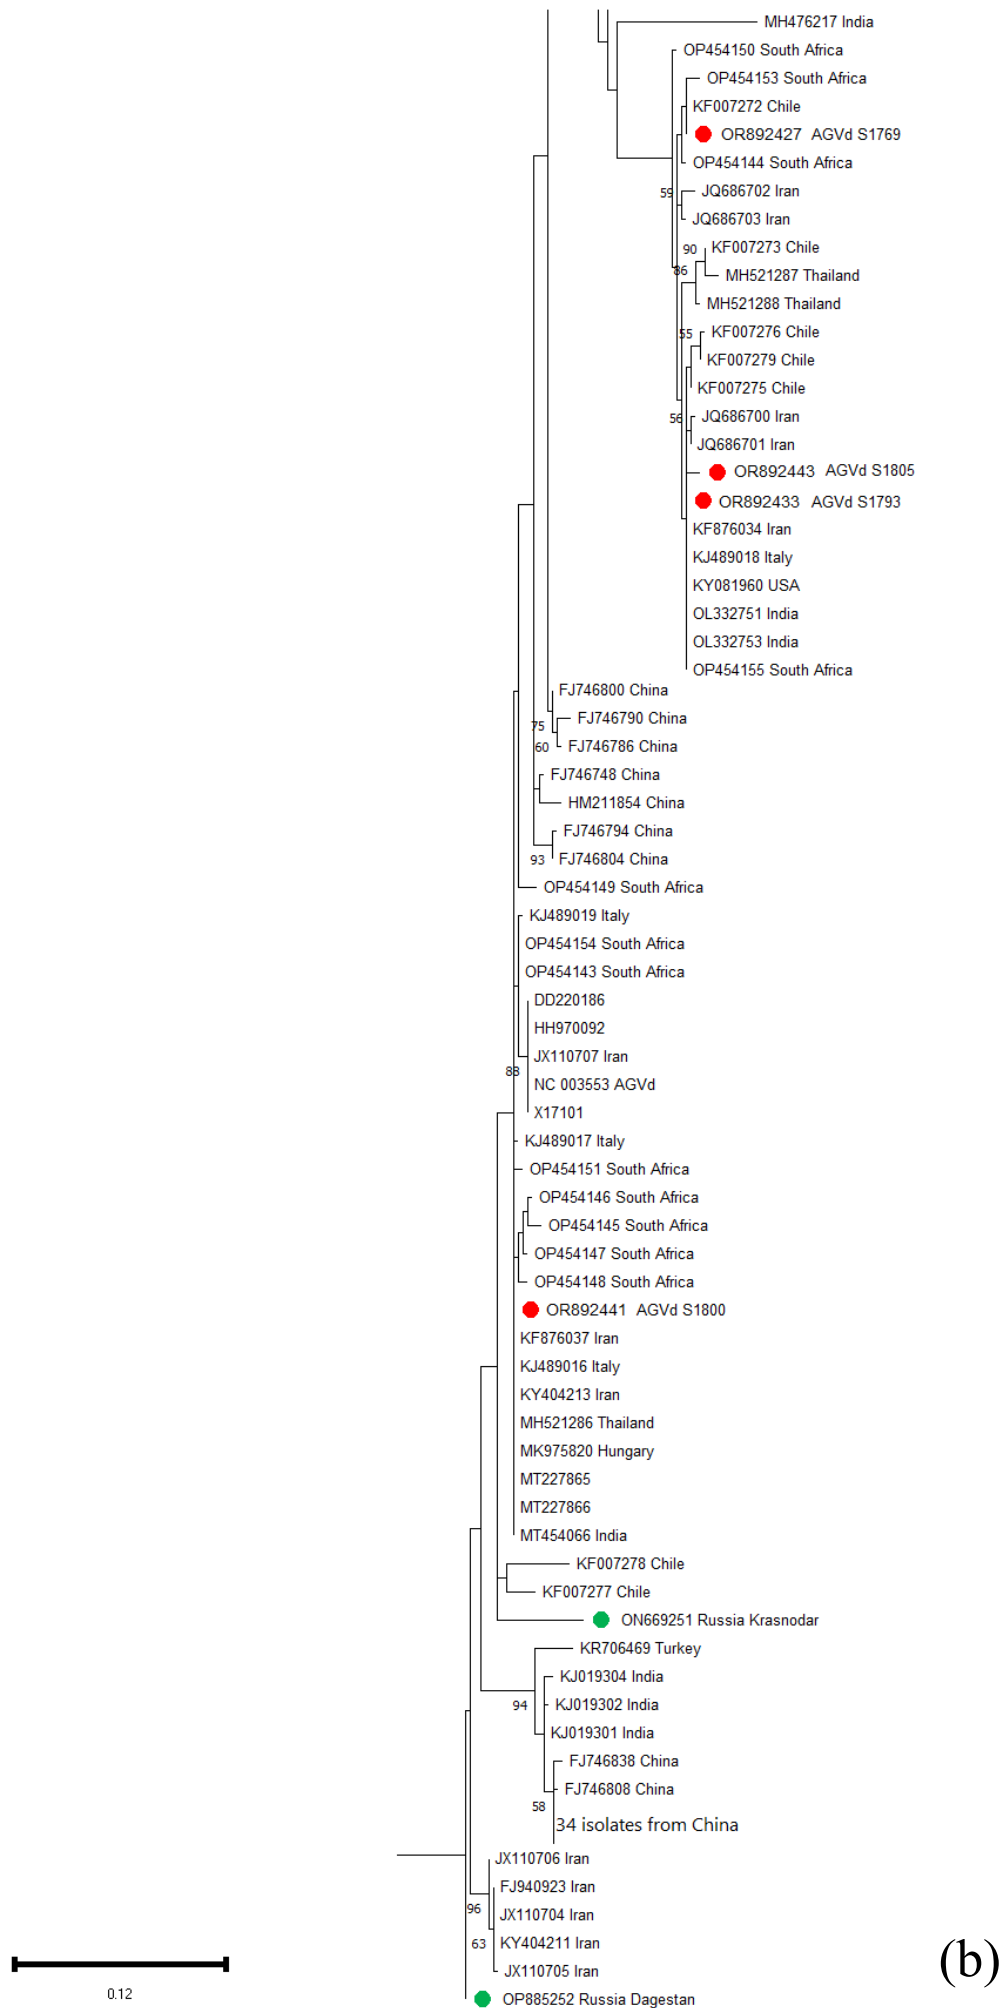 MH476217 India
OP454150 South Africa
OP454153 South Africa
KF007272 Chile
OR892427 AGVd S1769
OP454144 South Africa
59
JQ686702 Iran
JQ686703 Iran
90 KF007273 Chile
86
MH521287 Thailand
MH521288 Thailand
55 KF007276 Chile
KF007279 Chile
KF007275 Chile
56
JQ686700 Iran
JQ686701 Iran
OR892443 AGVd S1805
OR892433 AGVd S1793
KF876034 Iran
KJ489018 Italy
KY081960 USA
OL332751 India
OL332753 India
OP454155 South Africa
FJ746800 China
75 FJ746790 China
60 FJ746786 China
FJ746748 China
HM211854 China
FJ746794 China
93 FJ746804 China
OP454149 South Africa
KJ489019 Italy
OP454154 South Africa
OP454143 South Africa
DD220186
HH970092
JX110707 Iran
88
NC 003553 AGVd
X17101
KJ489017 Italy
OP454151 South Africa
OP454146 South Africa
OP454145 South Africa
OP454147 South Africa
OP454148 South Africa
OR892441 AGVd S1800
KF876037 Iran
KJ489016 Italy
KY404213 Iran
MH521286 Thailand
MK975820 Hungary
MT227865
MT227866
MT454066 India
KF007278 Chile
KF007277 Chile
ON669251 Russia Krasnodar
KR706469 Turkey
KJ019304 India
94 KJ019302 India
KJ019301 India
FJ746838 China
FJ746808 China
58
34 isolates from China
JX110706 Iran
FJ940923 Iran
96 JX110704 Iran
63 KY404211 Iran
JX110705 Iran
OP885252 Russia Dagestan
0.12
(b)